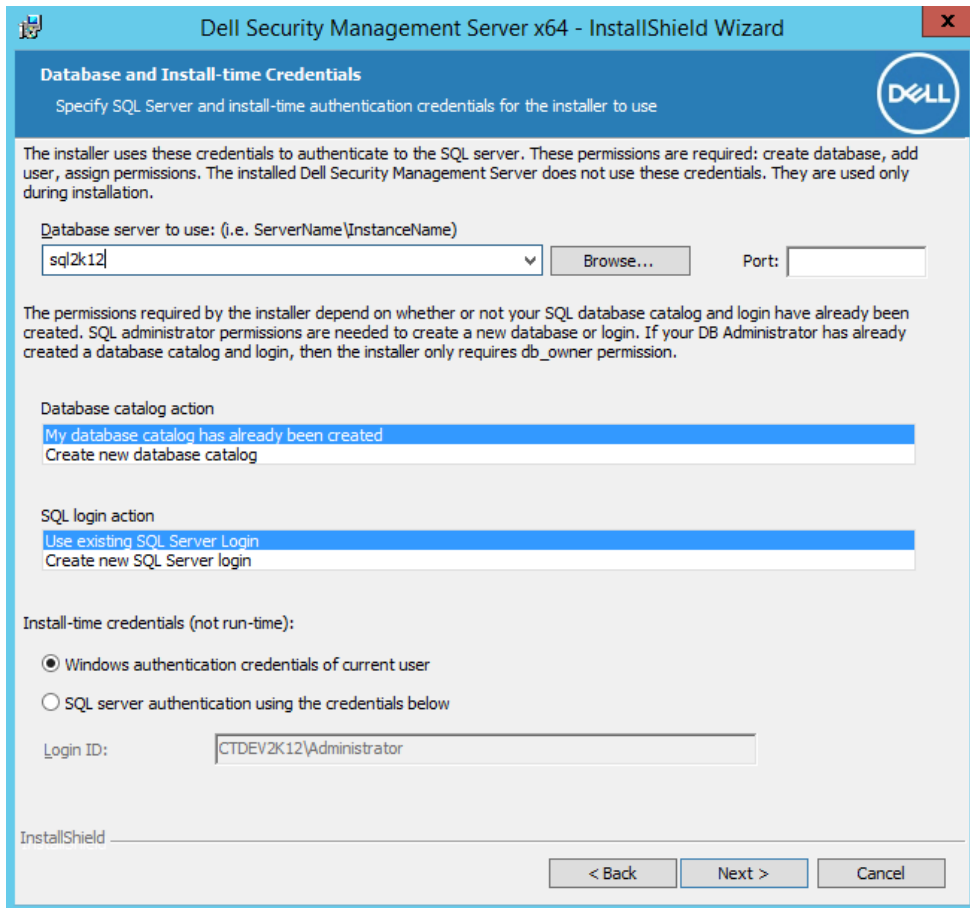 Dell Security Management Server x64 - InstallShield Wizard
x
Database and Install-time Credentials
Specify SQL Server and install-time authentication credentials for the installer to use
DELL
The installer uses these credentials to authenticate to the SQL server. These permissions are required: create database, add
user, assign permissions. The installed Dell Security Management Server does not use these credentials. They are used only
during installation.
Database server to use: (i.e. ServerName\InstanceName)
sql2k12
Browse...
Port:
The permissions required by the installer depend on whether or not your SQL database catalog and login have already been
created. SQL administrator permissions are needed to create a new database or login. If your DB Administrator has already
created a database catalog and login, then the installer only requires db_owner permission.
Database catalog action
My database catalog has already been created
Create new database catalog
SQL login action
Use existing SQL Server Login
Create new SQL Server login
Install-time credentials (not run-time):
Windows authentication credentials of current user
SQL server authentication using the credentials below
Login ID:
CTDEV2K12\Administrator
InstallShield
< Back
Next >
Cancel